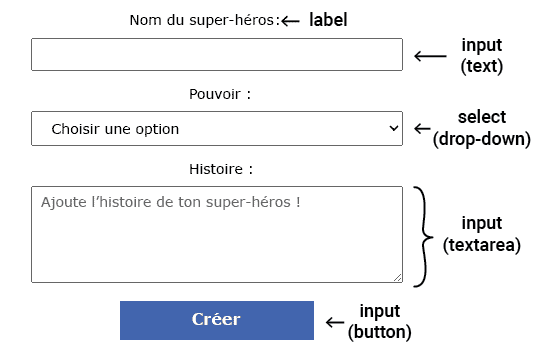 Nom du super-héros: label
input
(text)
Pouvoir :
Choisir une option
select
(drop-down)
Histoire :
Ajoute l’histoire de ton super-héros !
input
(textarea)
Créer
input
(button)